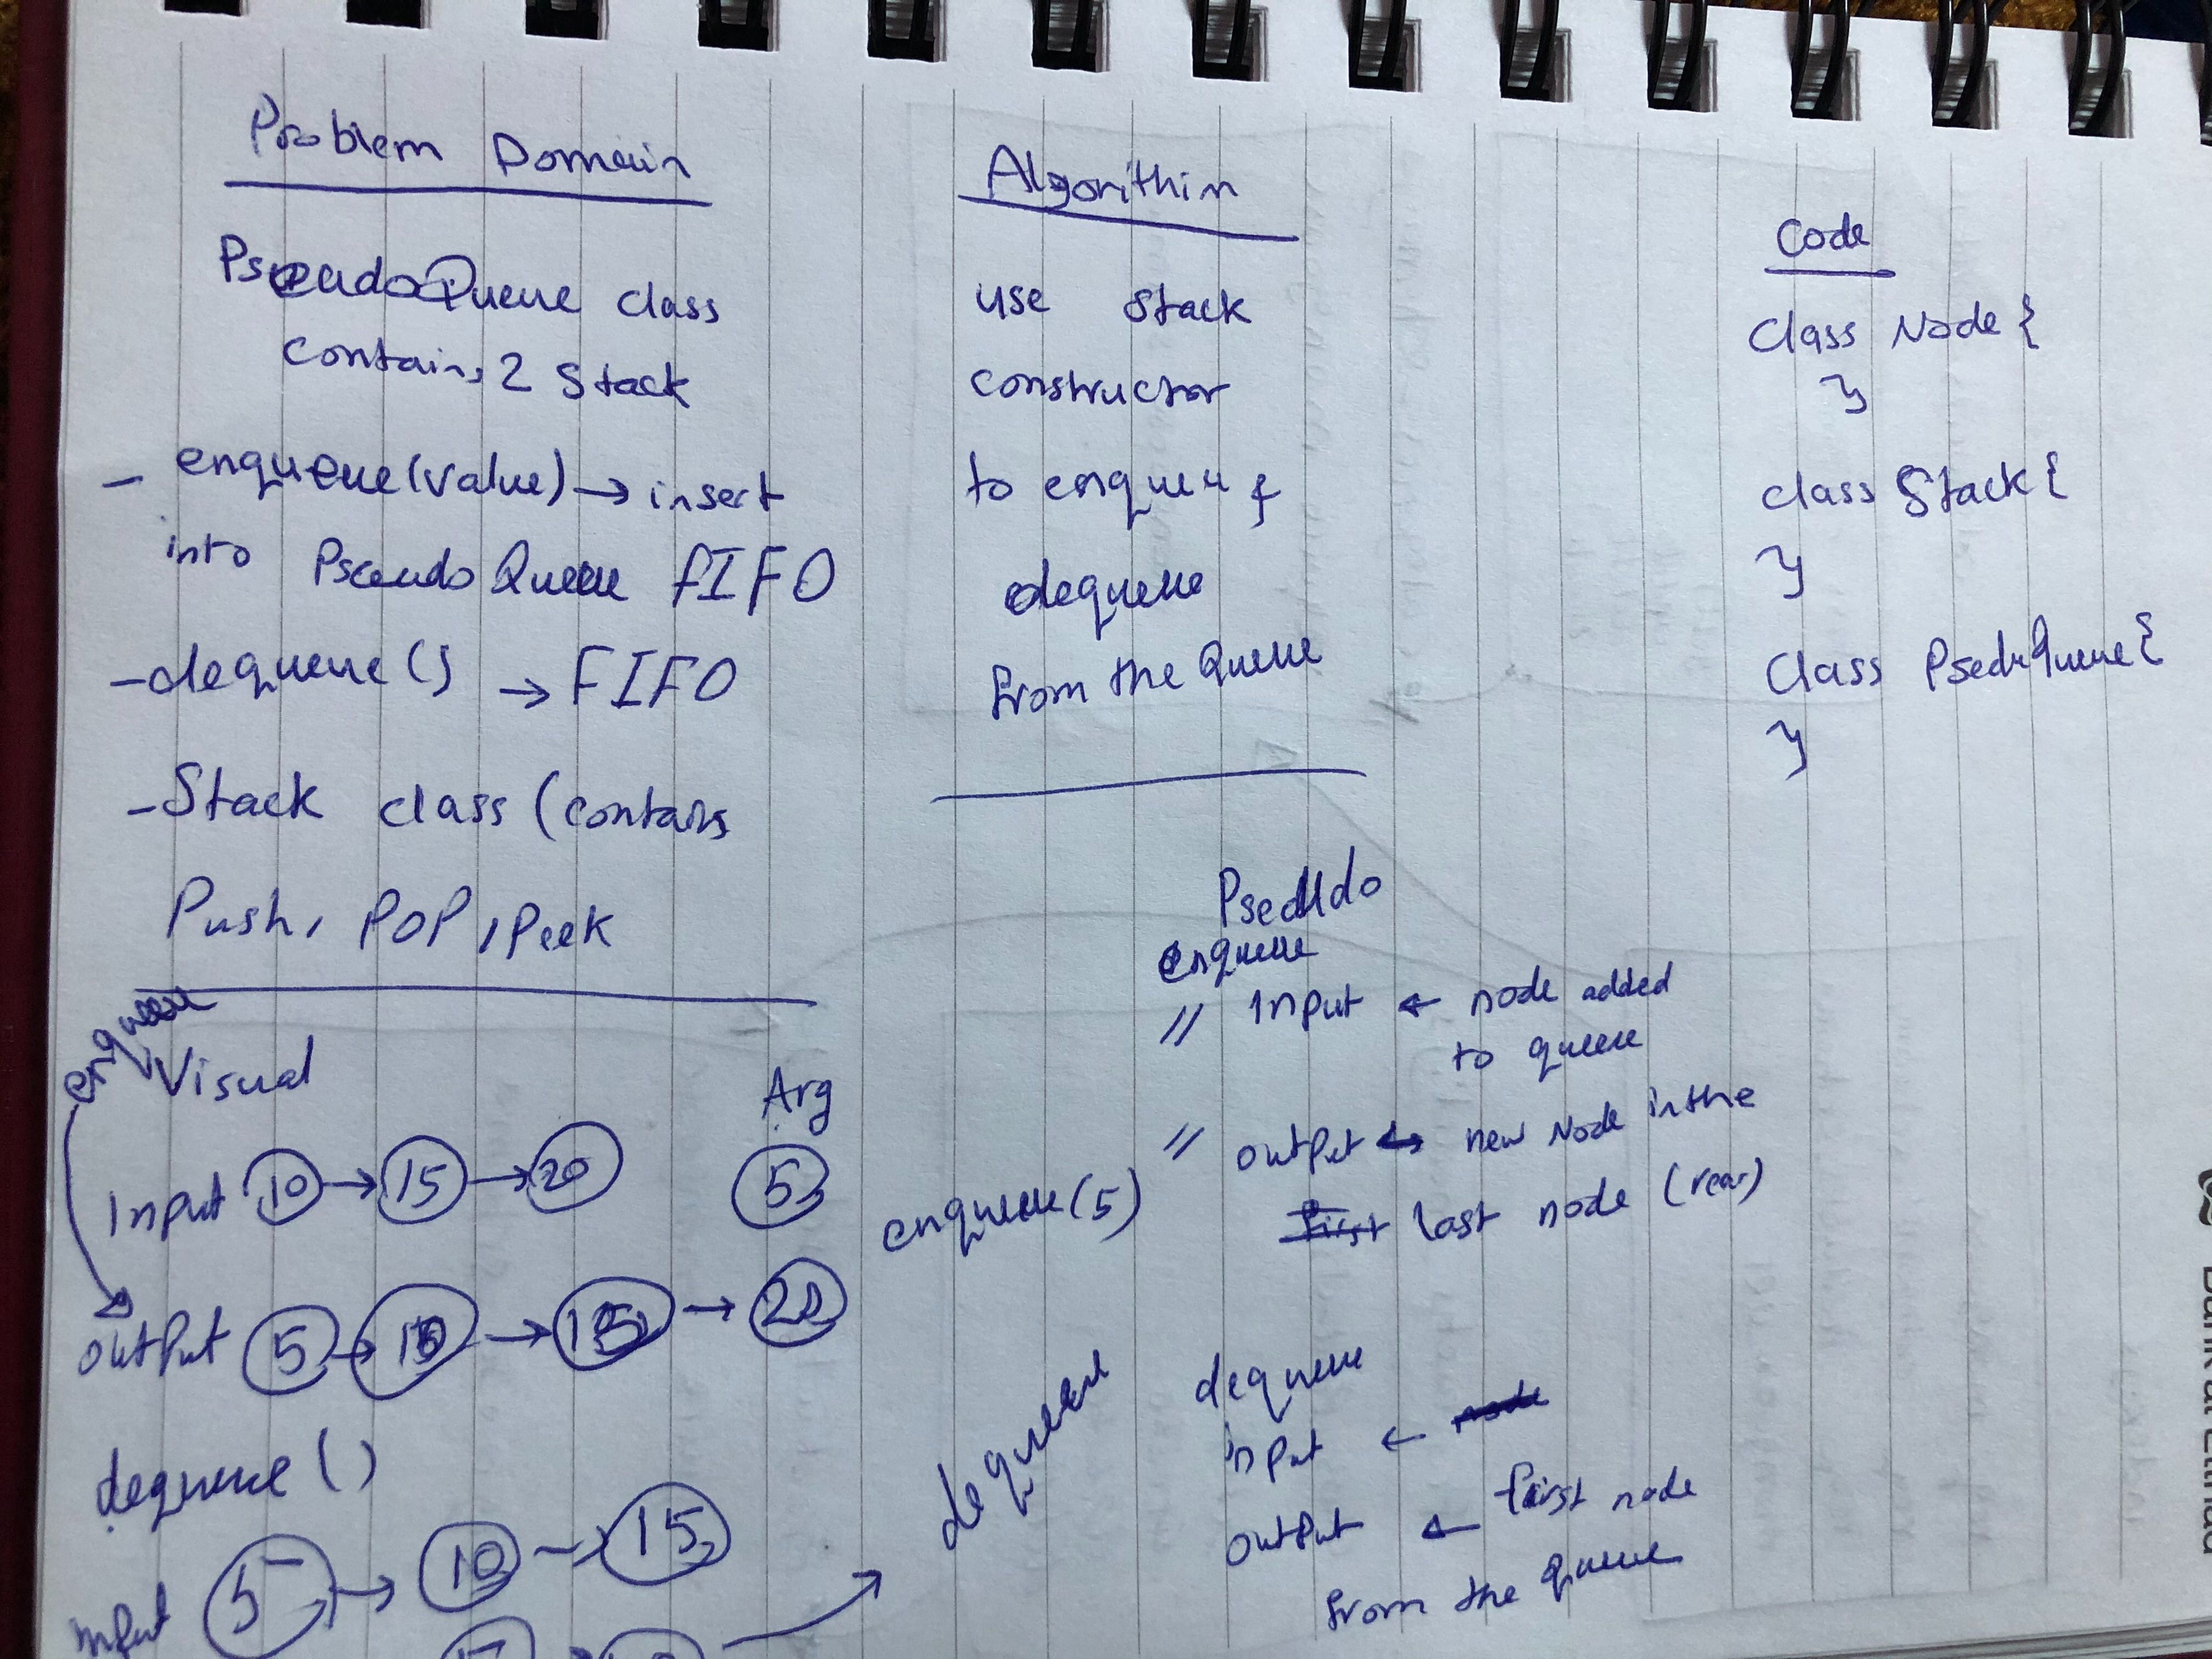 Problem Domain
PseudoQueue class
contains 2 Stack
- enqueue(value) → insert
into Pseudo Queue FIFO
- dequeue() → FIFO
- Stack class (contains
Push, POP, Peek
Algorithim
use Stack
constructor
to enqueu &
dequeue
from the Queue
Code
Class Node {
}
class Stack {
}
Class PseduQueue {
}
enqueue
Visual
Arg
Input 10 → 15 → 20 5
output 5 → 10 → 15 → 20
dequeue ()
input 5 → 10 → 15
Psedudo
enqueue
// Input ← node added
to queue
enqueue(5)
// output ↔ new Node in the
First last node (rear)
dequeue
dequeue
input ← node
output ← first node
from the queue